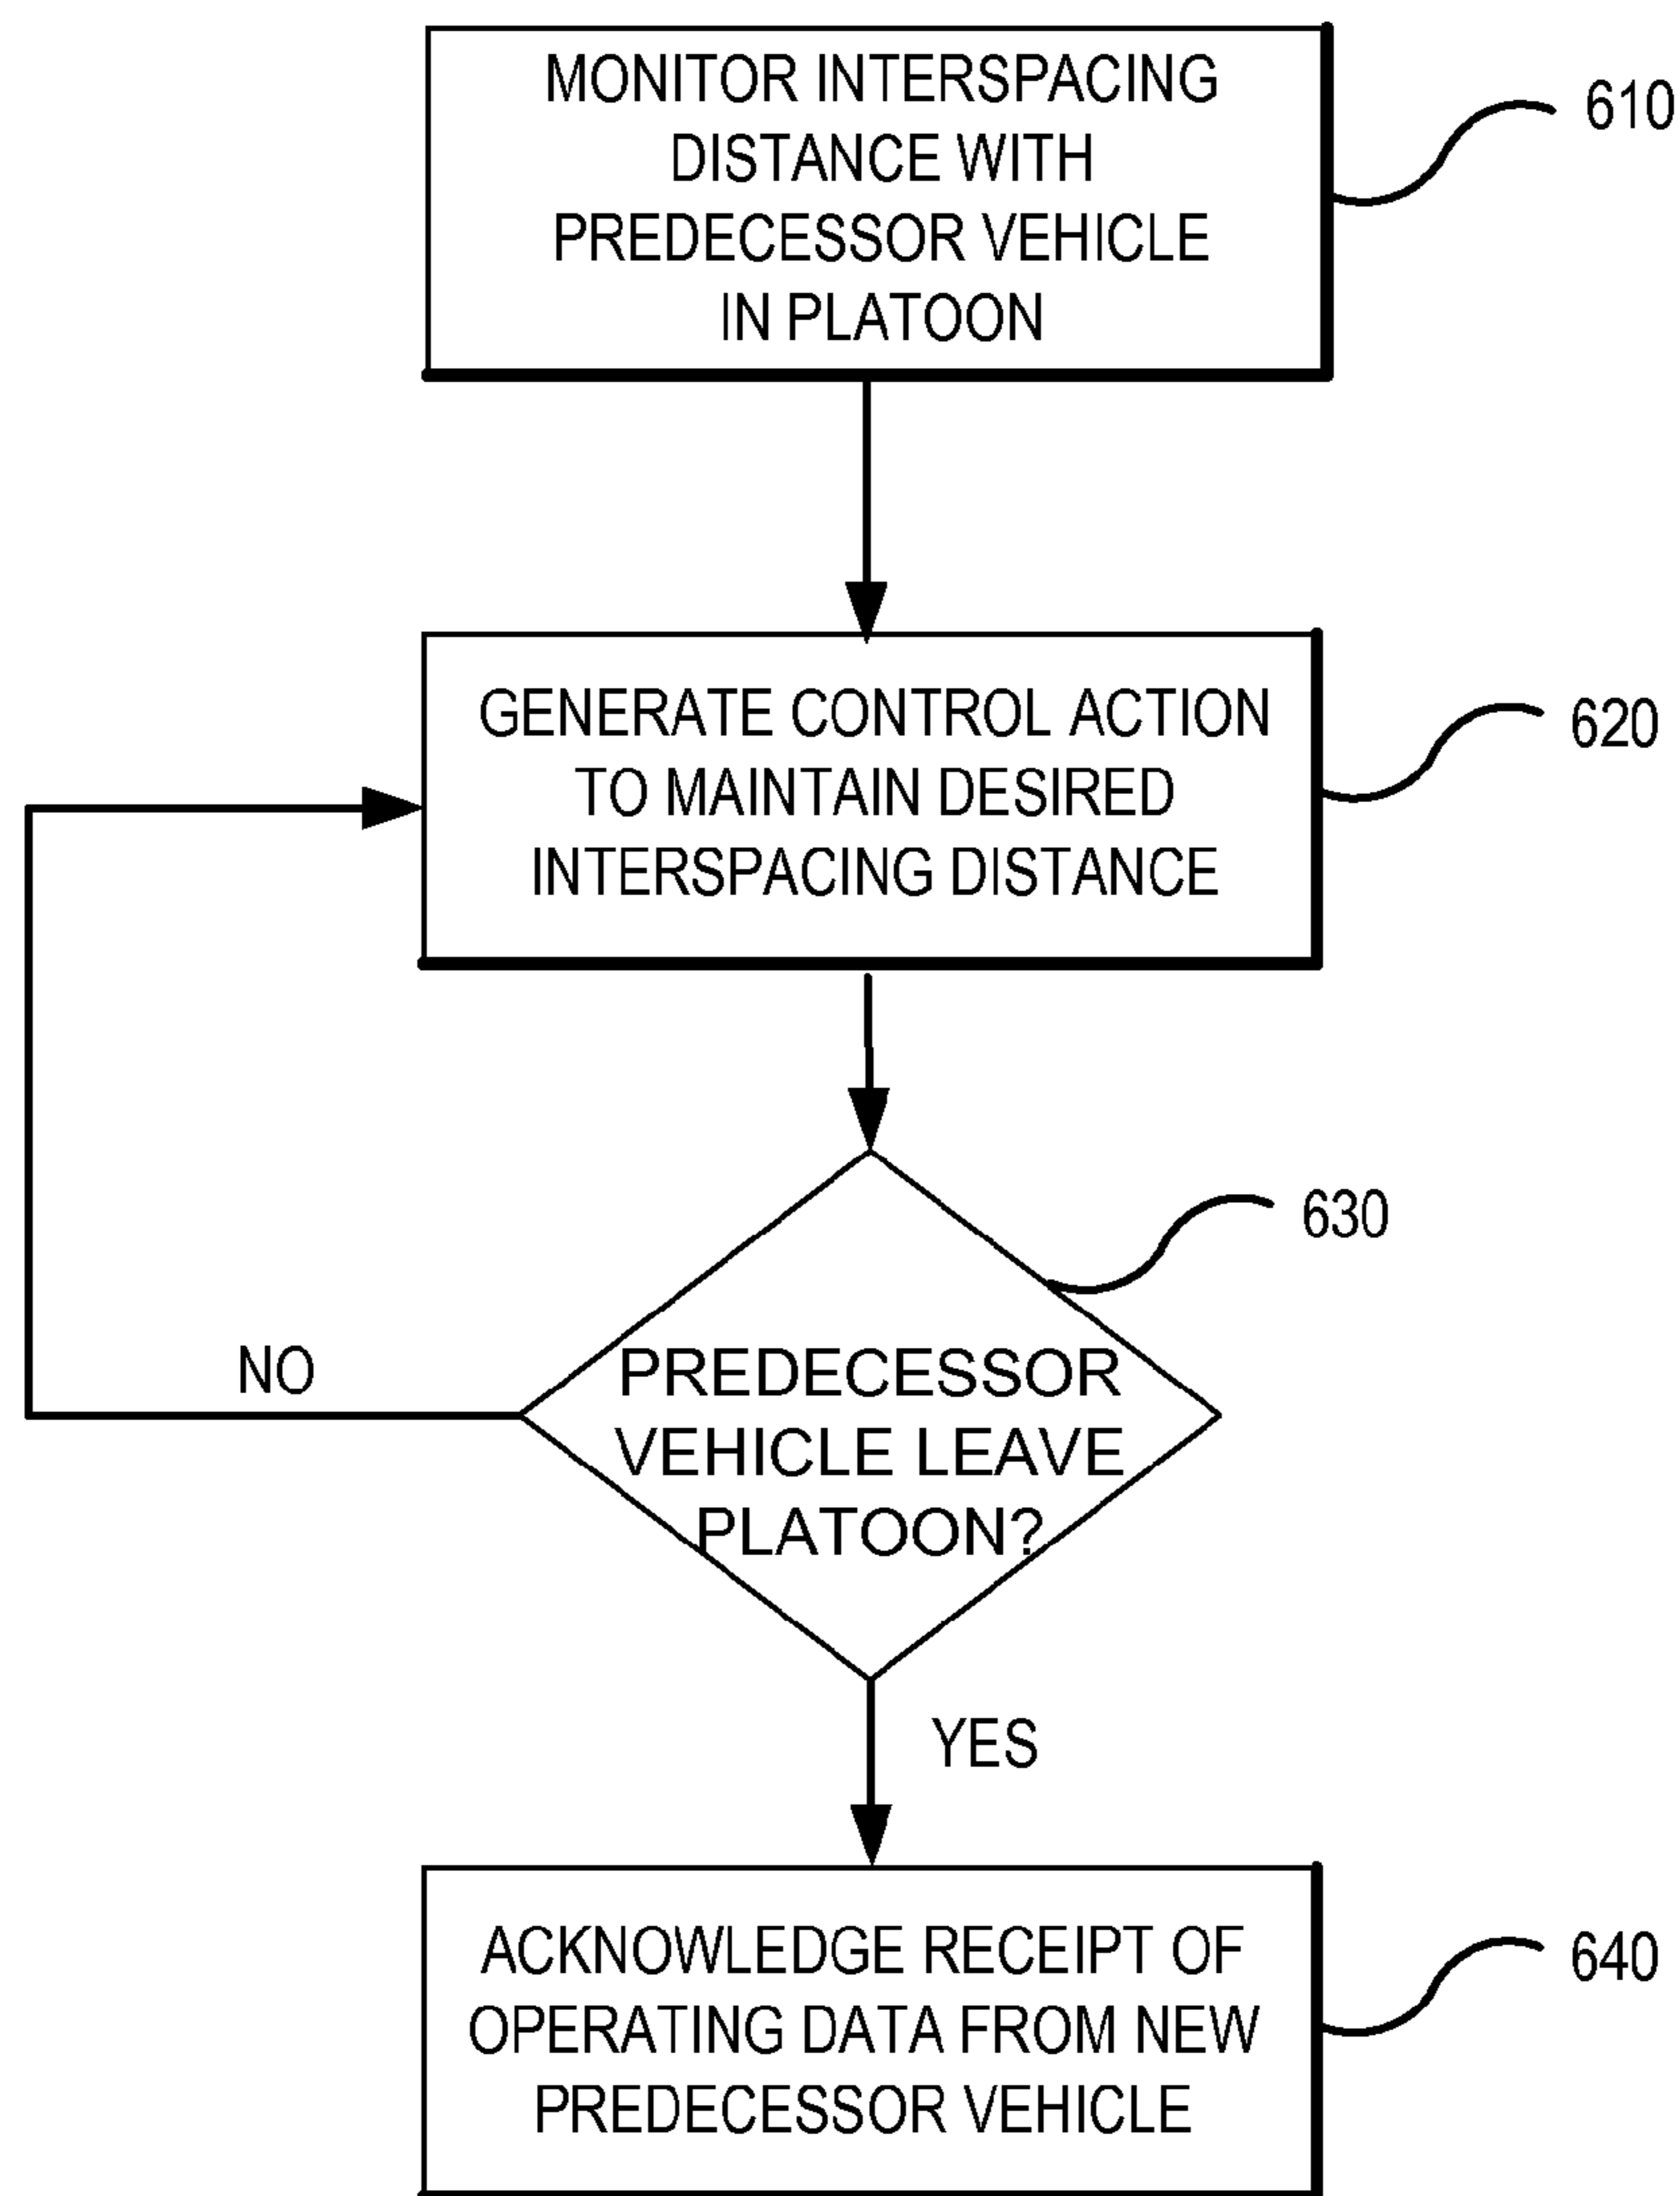 MONITOR INTERSPACING
DISTANCE WITH
PREDECESSOR VEHICLE
IN PLATOON
610
GENERATE CONTROL ACTION
TO MAINTAIN DESIRED
INTERSPACING DISTANCE
620
630
PREDECESSOR
VEHICLE LEAVE
PLATOON?
NO
YES
ACKNOWLEDGE RECEIPT OF
OPERATING DATA FROM NEW
PREDECESSOR VEHICLE
640